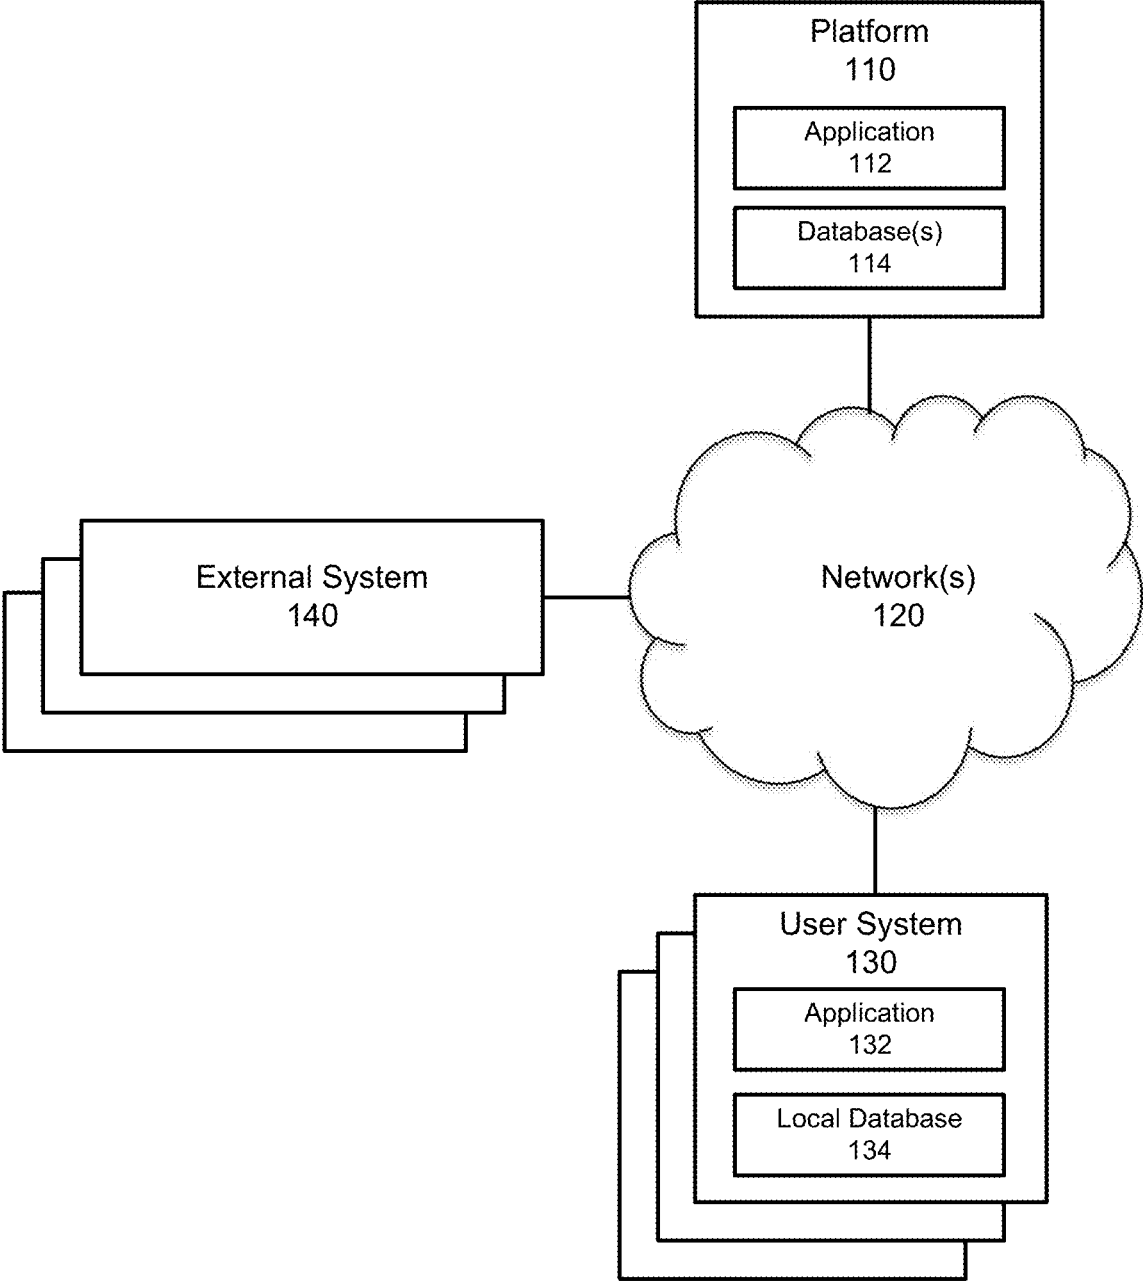 Platform
110
Application
112
Database(s)
114
External System
140
Network(s)
120
User System
130
Application
132
Local Database
134